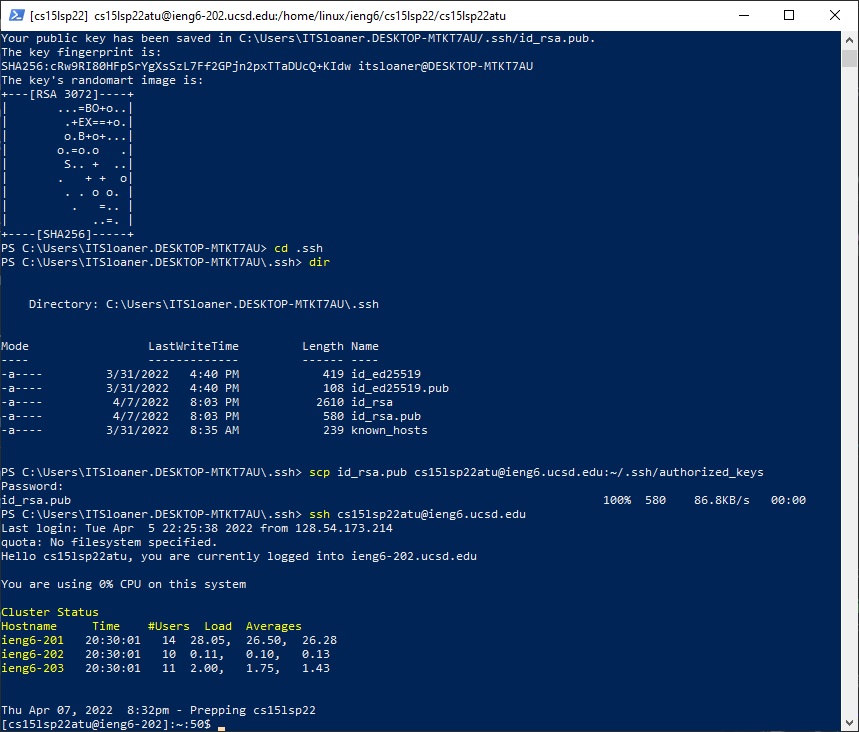 [cs15lsp22] cs15lsp22atu@ieng6-202.ucsd.edu:/home/linux/ieng6/cs15lsp22/cs15lsp22atu
Your public key has been saved in C:\Users\ITSloaner.DESKTOP-MTKT7AU/.ssh/id_rsa.pub.
The key fingerprint is:
SHA256:cRw9RI80HFpSrYgXsSzL7Ff2GPjn2pxTTaDUcQ+KIdw itsloaner@DESKTOP-MTKT7AU
The key's randomart image is:
+---[RSA 3072]----+
|       ...=BO+o..|
|        .+EX==+o.|
|        o.B+o+...|
|       o.=o.o   .|
|        S.. +  ..|
|       .   + +  o|
|        . . o o. |
|         .   =.. |
|            ..=. |
+----[SHA256]-----+
PS C:\Users\ITSloaner.DESKTOP-MTKT7AU> cd .ssh
PS C:\Users\ITSloaner.DESKTOP-MTKT7AU\.ssh> dir
    Directory: C:\Users\ITSloaner.DESKTOP-MTKT7AU\.ssh
Mode                 LastWriteTime         Length Name
----                 -------------         ------ ----
-a----         3/31/2022   4:40 PM            419 id_ed25519
-a----         3/31/2022   4:40 PM            108 id_ed25519.pub
-a----          4/7/2022   8:03 PM           2610 id_rsa
-a----          4/7/2022   8:03 PM            580 id_rsa.pub
-a----         3/31/2022   8:35 AM            239 known_hosts
PS C:\Users\ITSloaner.DESKTOP-MTKT7AU\.ssh> scp id_rsa.pub cs15lsp22atu@ieng6.ucsd.edu:~/.ssh/authorized_keys
Password:
id_rsa.pub                                                                            100%  580    86.8KB/s   00:00
PS C:\Users\ITSloaner.DESKTOP-MTKT7AU\.ssh> ssh cs15lsp22atu@ieng6.ucsd.edu
Last login: Tue Apr  5 22:25:38 2022 from 128.54.173.214
quota: No filesystem specified.
Hello cs15lsp22atu, you are currently logged into ieng6-202.ucsd.edu
You are using 0% CPU on this system
Cluster Status
Hostname     Time    #Users  Load  Averages
ieng6-201   20:30:01   14  28.05,  26.50,  26.28
ieng6-202   20:30:01   10  0.11,   0.10,   0.13
ieng6-203   20:30:01   11  2.00,   1.75,   1.43
Thu Apr 07, 2022  8:32pm - Prepping cs15lsp22
[cs15lsp22atu@ieng6-202]:~:50$